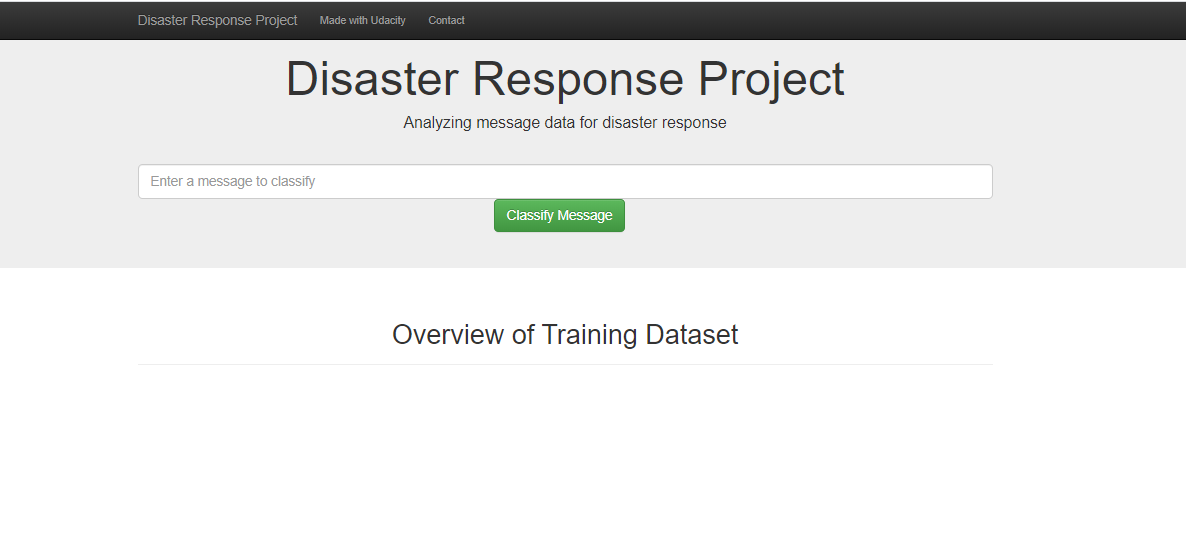 Disaster Response Project Made with Udacity Contact
Disaster Response Project
Analyzing message data for disaster response
Enter a message to classify
Classify Message
Overview of Training Dataset